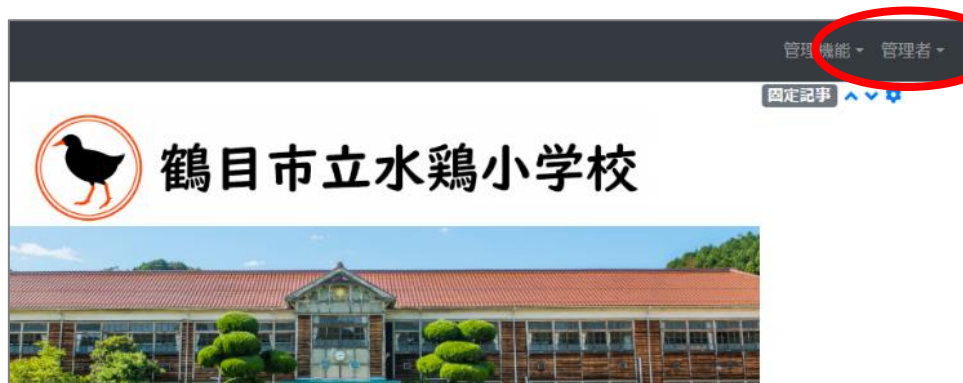 管理機能 管理者
固定記事
鶴目市立水鶏小学校